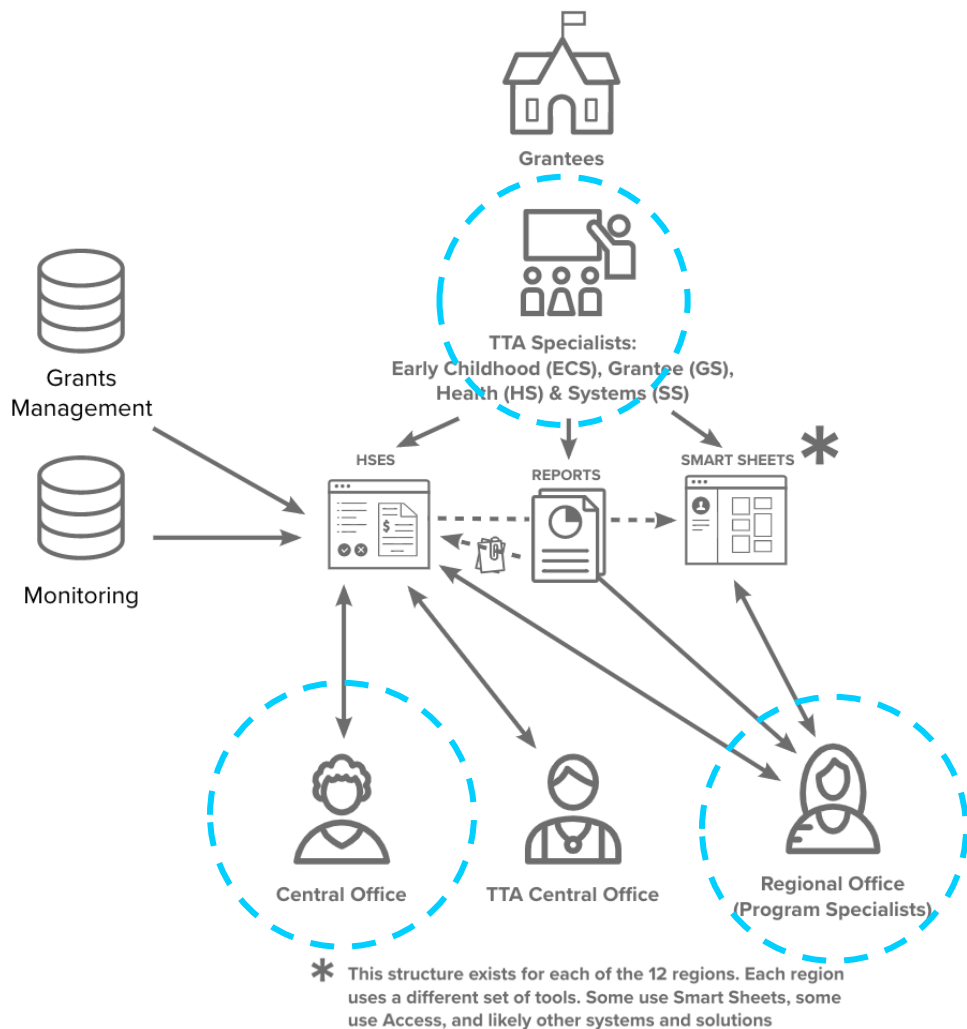 Grantees
TTA Specialists:
Early Childhood (ECS), Grantee (GS),
Health (HS) & Systems (SS)
Grants
Management
HSES
REPORTS
SMART SHEETS *
$
Monitoring
Central Office
TTA Central Office
Regional Office
(Program Specialists)
* This structure exists for each of the 12 regions. Each region
uses a different set of tools. Some use Smart Sheets, some
use Access, and likely other systems and solutions